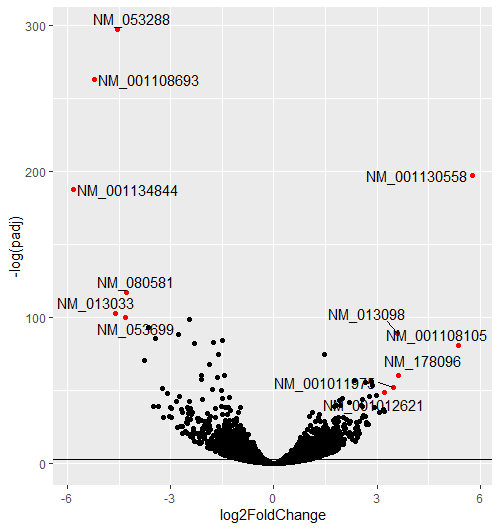 NM_053288
300
NM_001108693
200
NM_001130558
NM_001134844
-log(padj)
NM_080581
NM_013033
NM_013098
100
NM_053699
NM_001108105
NM_178096
NM_001011975
NM_001012621
0
-6 -3 0 3 6
log2FoldChange